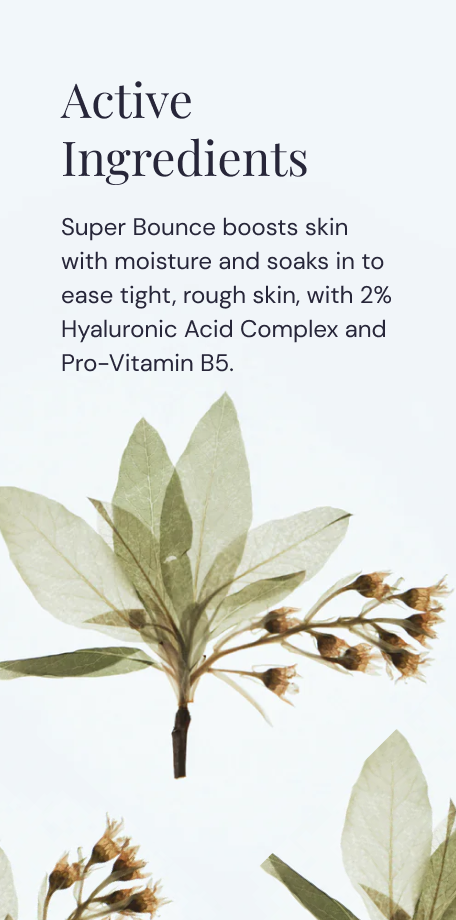 Active
Ingredients
Super Bounce boosts skin
with moisture and soaks in to
ease tight, rough skin, with 2%
Hyaluronic Acid Complex and
Pro-Vitamin B5.